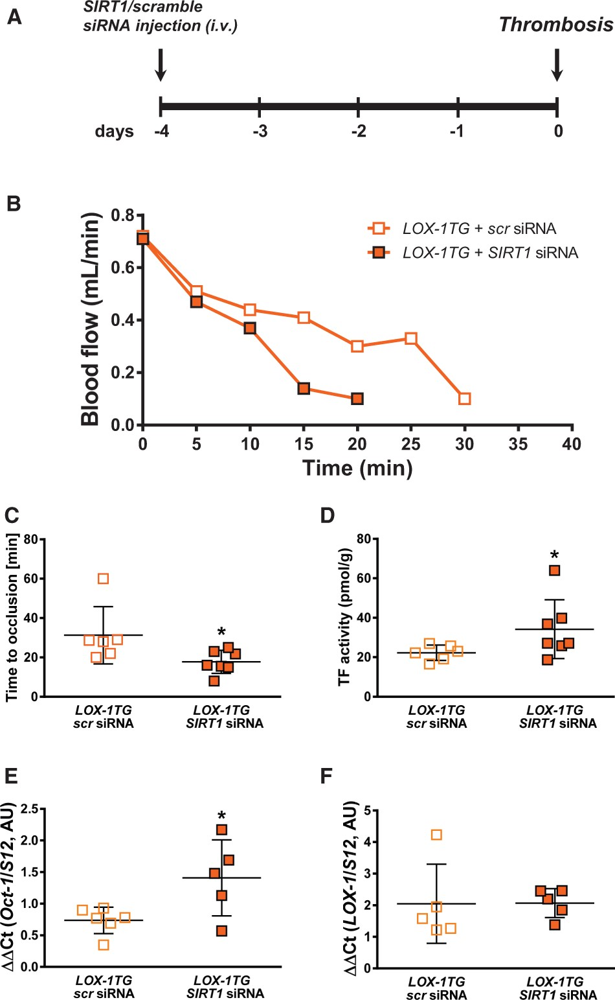 A
SIRT1/scramble
siRNA injection (i.v.)
Thrombosis
days -4 -3 -2 -1 0
B
Blood flow (mL/min)
0.8
0.6
0.4
0.2
0.0
LOX-1TG + scr siRNA
LOX-1TG + SIRT1 siRNA
0 5 10 15 20 25 30 35 40
Time (min)
C
Time to occlusion [min]
80
60
40
20
0
*
LOX-1TG
scr siRNA
LOX-1TG
SIRT1 siRNA
D
TF activity (pmol/g)
80
60
40
20
0
*
LOX-1TG
scr siRNA
LOX-1TG
SIRT1 siRNA
E
ΔΔCt (Oct-1/S12, AU)
2.5
2.0
1.5
1.0
0.5
0.0
*
LOX-1TG
scr siRNA
LOX-1TG
SIRT1 siRNA
F
ΔΔCt (LOX-1/S12, AU)
5
4
3
2
1
0
LOX-1TG
scr siRNA
LOX-1TG
SIRT1 siRNA